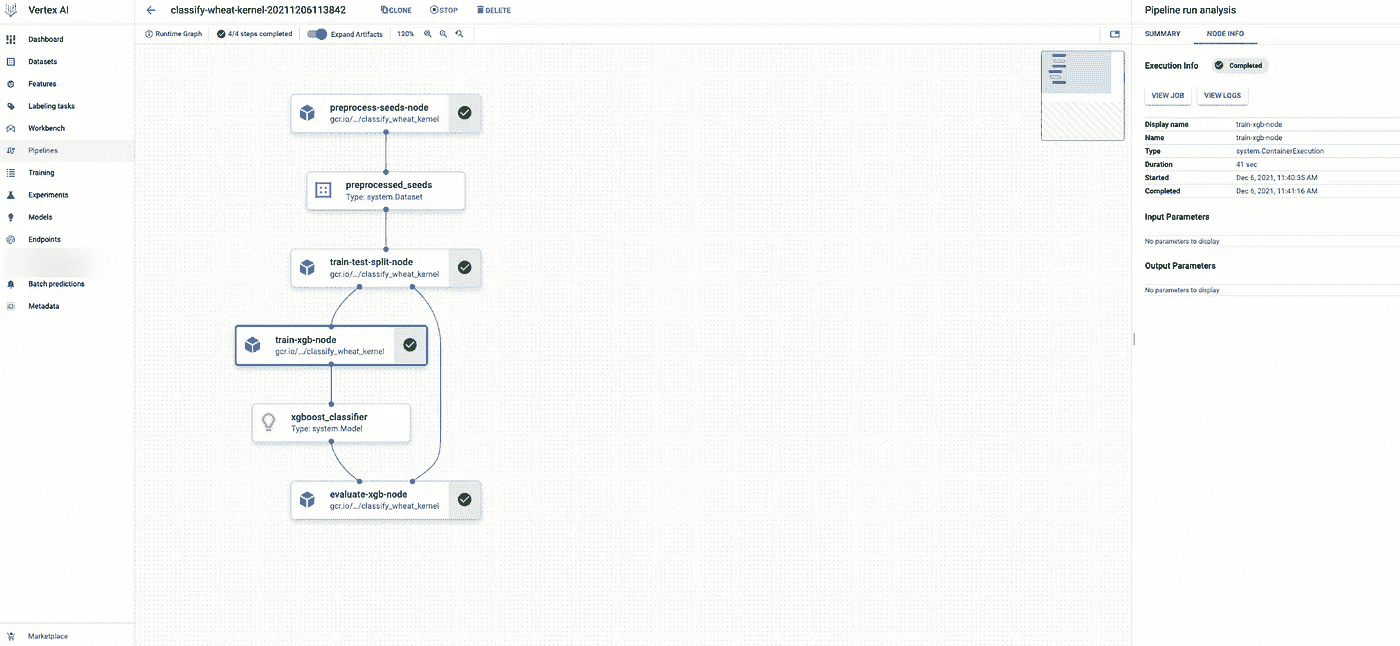 Vertex AI
Dashboard
Datasets
Features
Labeling tasks
Workbench
Pipelines
Training
Experiments
Models
Endpoints
Batch predictions
Metadata
Marketplace
classify-wheat-kernel-20211206113842
CLONE
STOP
DELETE
Runtime Graph
4/4 steps completed
Expand Artifacts
120%
preprocess-seeds-node
gcr.io/.../classify_wheat_kernel
preprocessed_seeds
Type: system.Dataset
train-test-split-node
gcr.io/.../classify_wheat_kernel
train-xgb-node
gcr.io/.../classify_wheat_kernel
xgboost_classifier
Type: system.Model
evaluate-xgb-node
gcr.io/.../classify_wheat_kernel
Pipeline run analysis
SUMMARY
NODE INFO
Execution Info
Completed
VIEW JOB
VIEW LOGS
Display name train-xgb-node
Name train-xgb-node
Type system.ContainerExecution
Duration 41 sec
Started Dec 6, 2021, 11:40:35 AM
Completed Dec 6, 2021, 11:41:16 AM
Input Parameters
No parameters to display
Output Parameters
No parameters to display